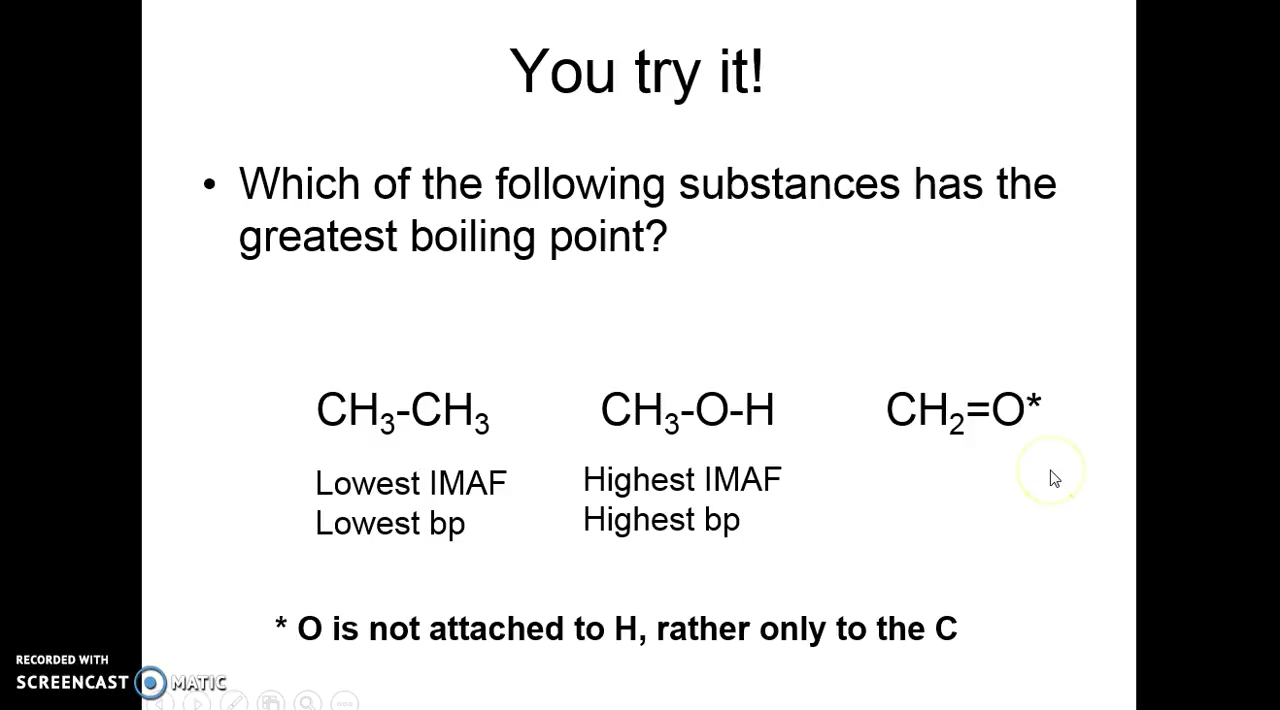 You try it!
• Which of the following substances has the
greatest boiling point?
CH₃-CH₃ CH₃-O-H CH₂=O*
Lowest IMAF Highest IMAF
Lowest bp Highest bp
* O is not attached to H, rather only to the C
RECORDED WITH
SCREENCAST MATIC